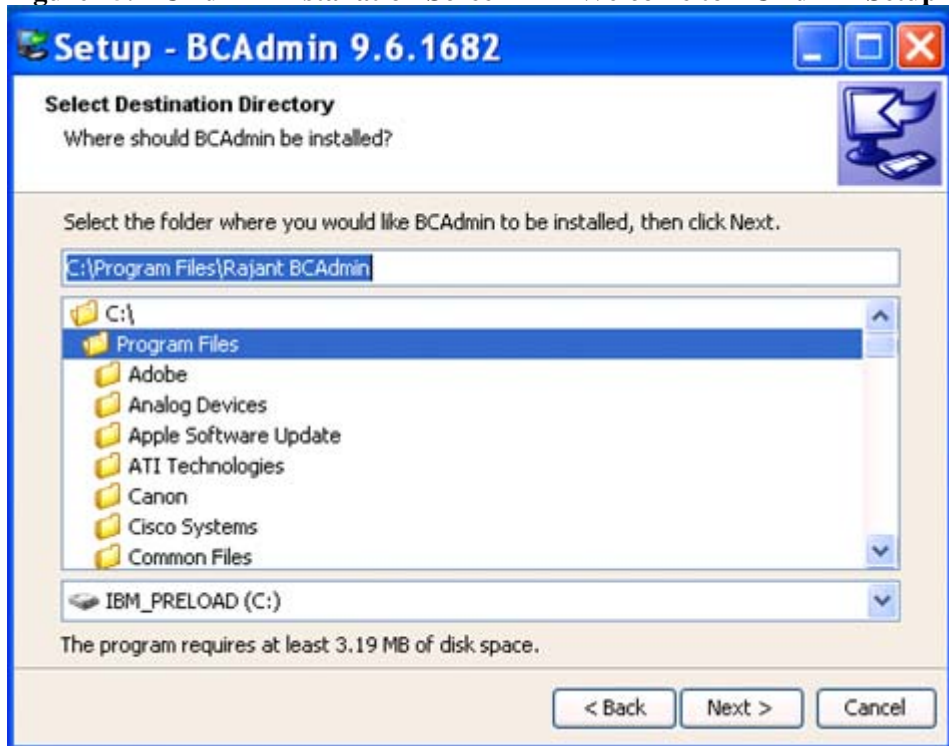 Setup - BCAdmin 9.6.1682
Select Destination Directory
Where should BCAdmin be installed?
Select the folder where you would like BCAdmin to be installed, then click Next.
C:\Program Files\Rajant BCAdmin
C:\
Program Files
Adobe
Analog Devices
Apple Software Update
ATI Technologies
Canon
Cisco Systems
Common Files
IBM_PRELOAD (C:)
The program requires at least 3.19 MB of disk space.
< Back
Next >
Cancel